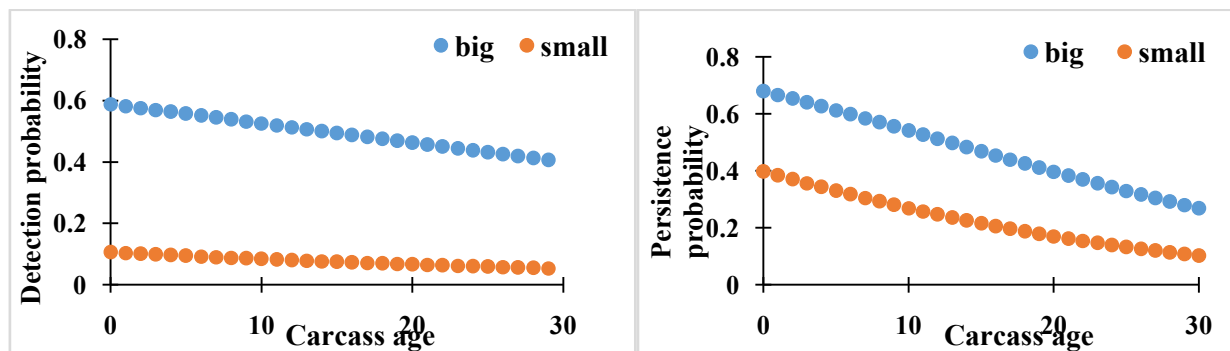 big small
0.8
0.6
0.4
0.2
0
0 10 20 30
Detection probability
Carcass age
big small
0.8
0.6
0.4
0.2
0
0 10 20 30
Persistence
probability
Carcass age